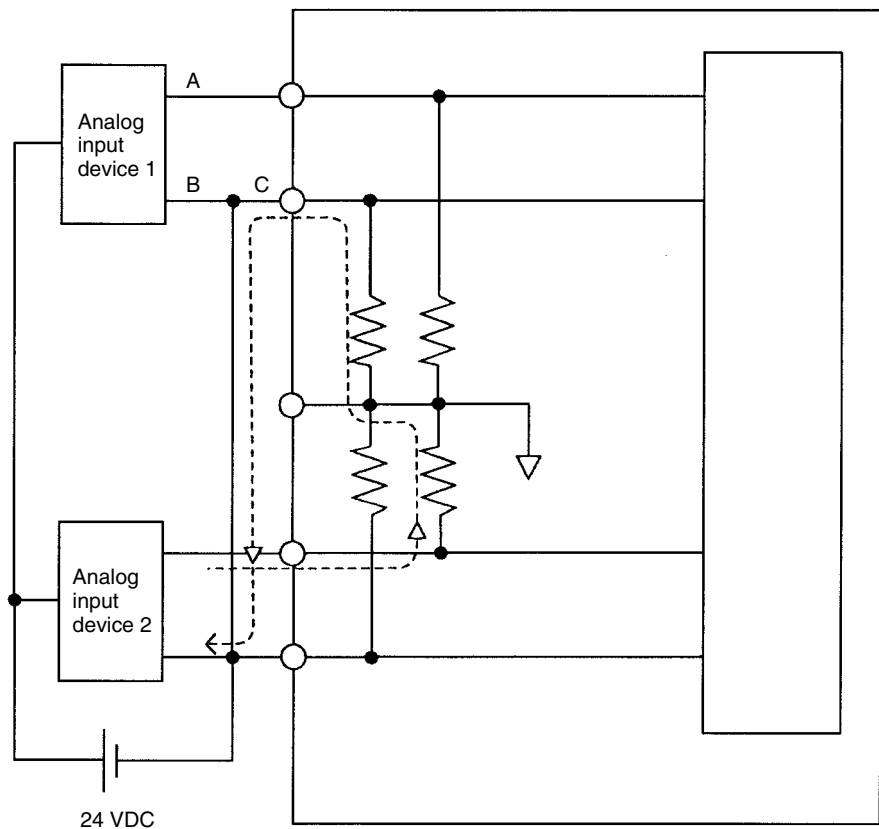 A
Analog
input
device 1
B
C
Analog
input
device 2
24 VDC